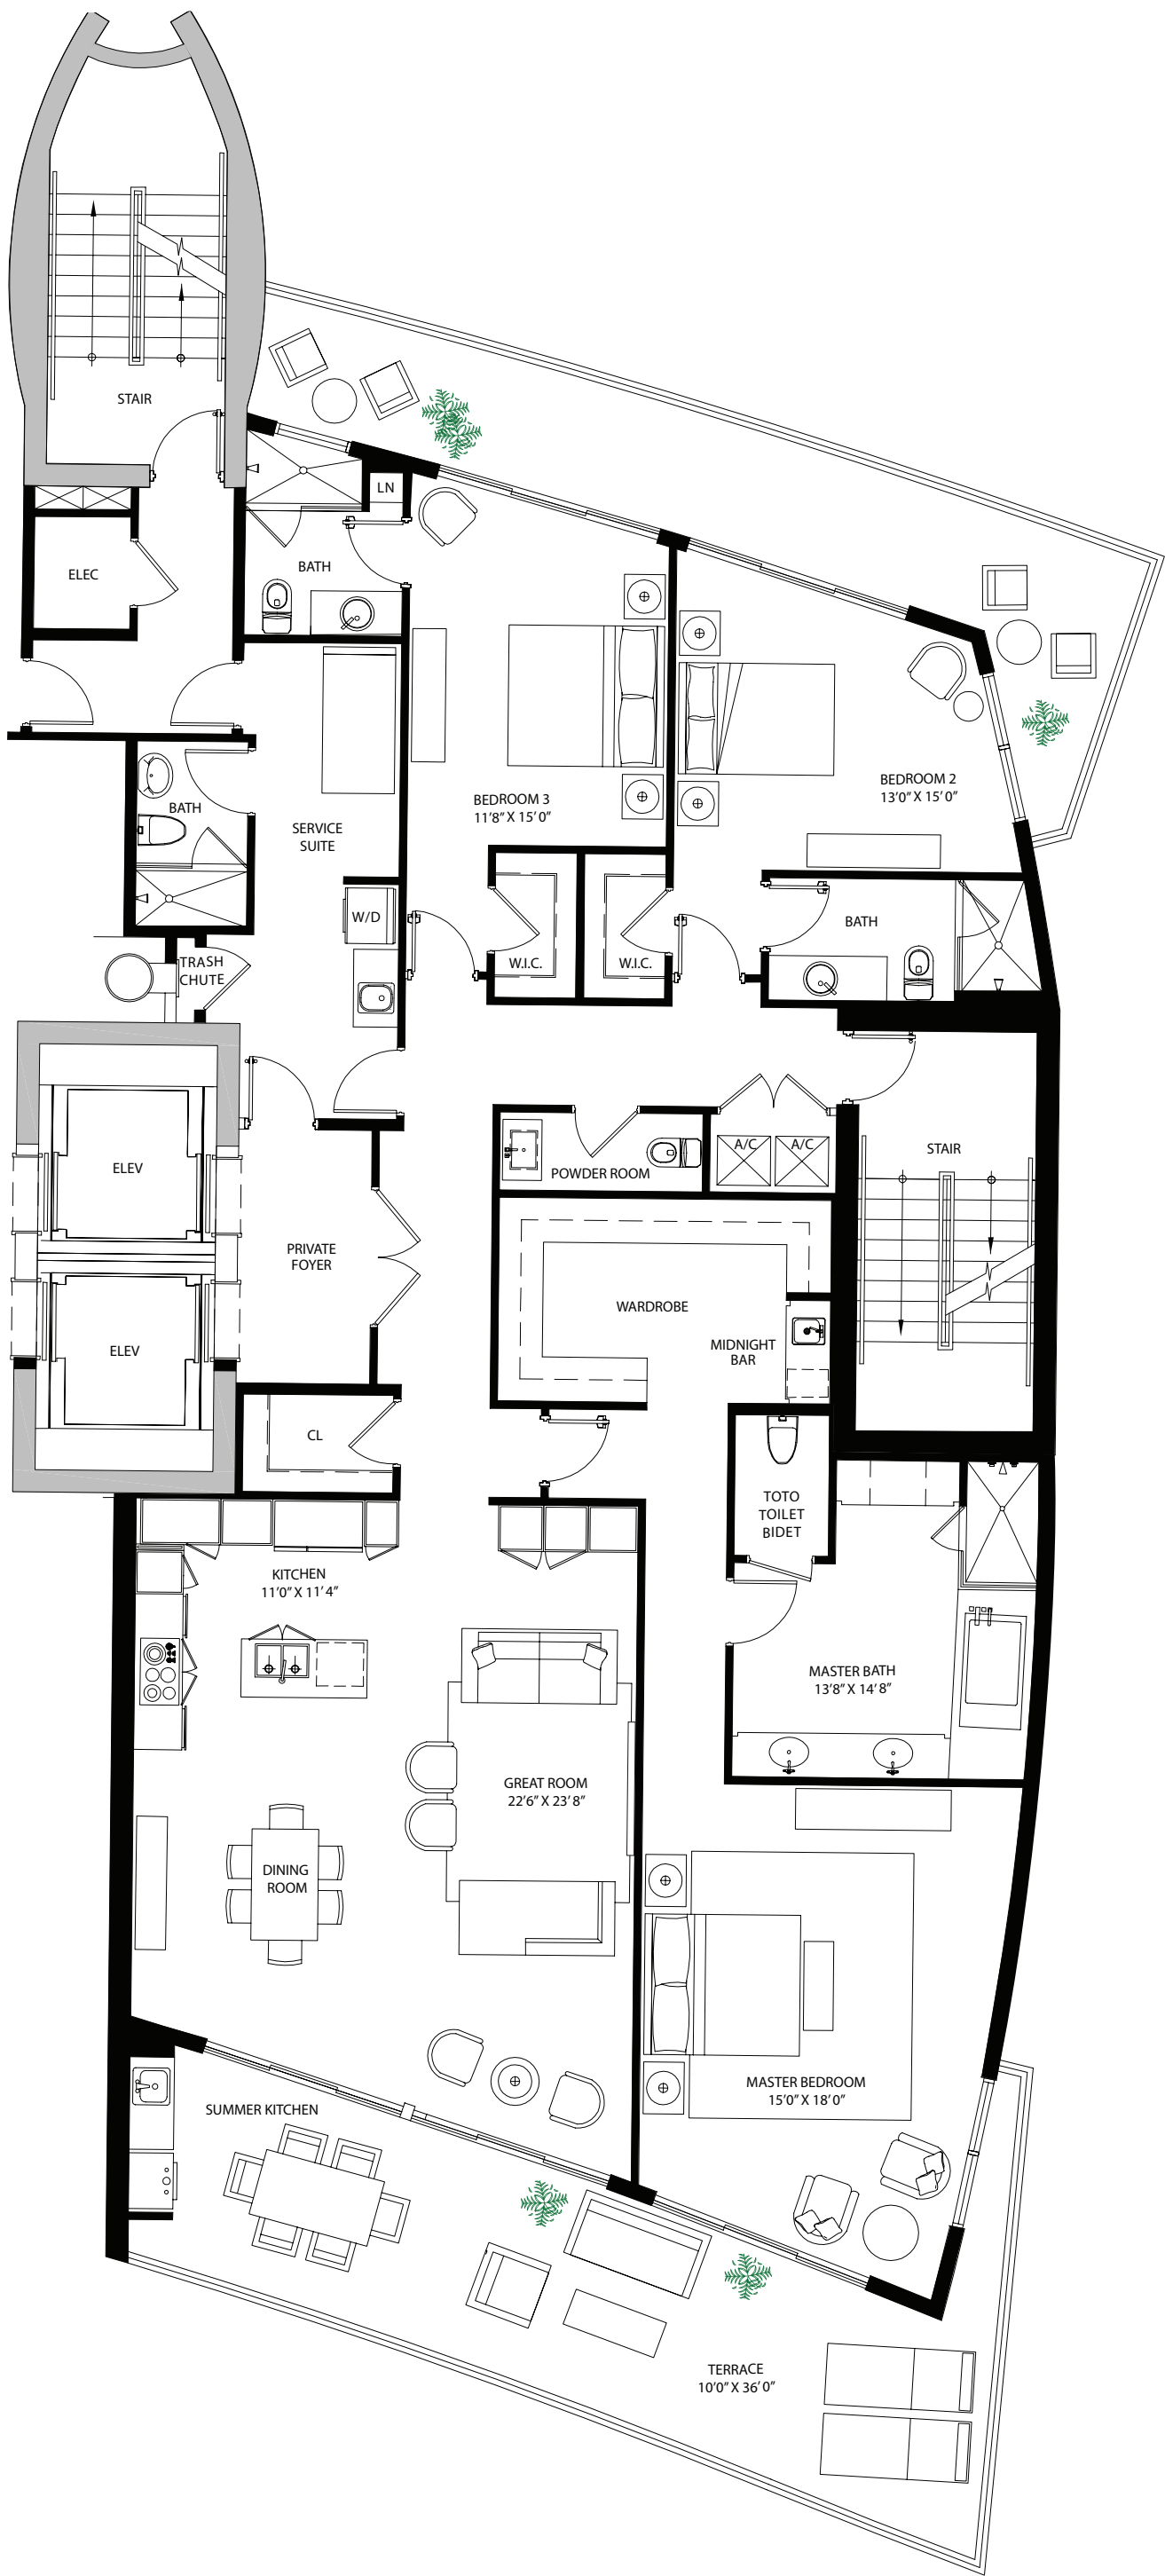 STAIR
LN
ELEC
BATH
BEDROOM 3
11'8" X 15'0"
BEDROOM 2
13'0" X 15'0"
BATH
SERVICE
SUITE
W/D
BATH
W.I.C.
W.I.C.
TRASH
CHUTE
A/C
A/C
STAIR
POWDER ROOM
ELEV
PRIVATE
FOYER
WARDROBE
MIDNIGHT
BAR
ELEV
CL
TOTO
TOILET
BIDET
KITCHEN
11'0" X 11'4"
MASTER BATH
13'8" X 14'8"
GREAT ROOM
22'6" X 23'8"
DINING
ROOM
MASTER BEDROOM
15'0" X 18'0"
SUMMER KITCHEN
TERRACE
10'0" X 36'0"